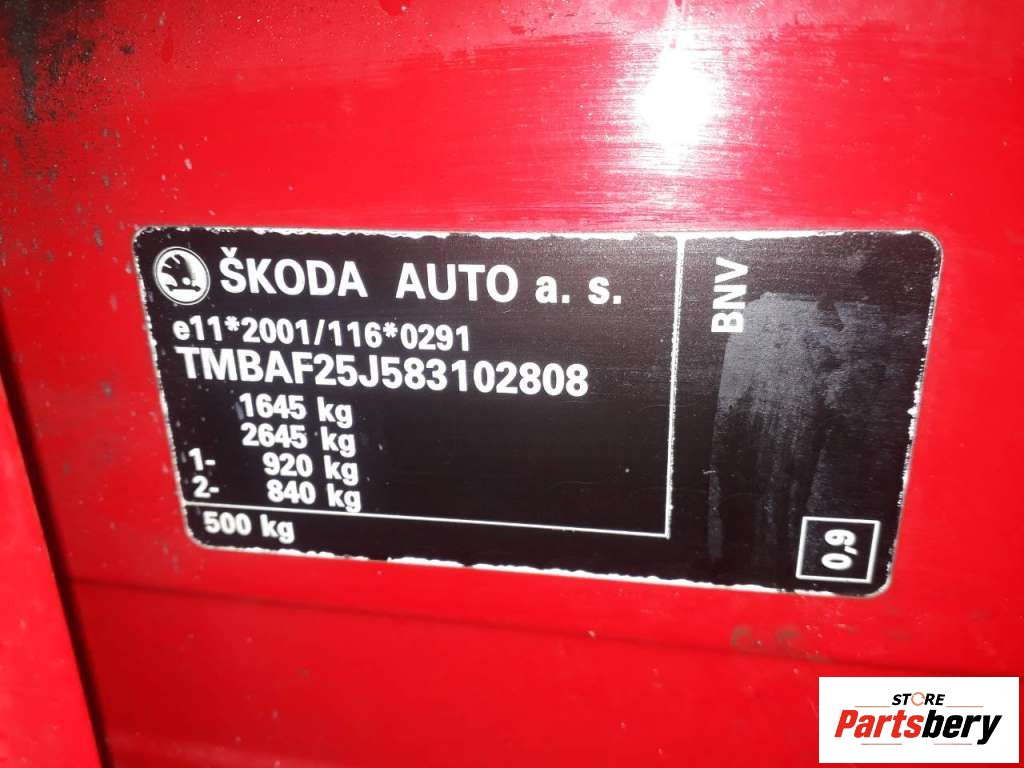 ŠKODA AUTO a. s.
e11*2001/116*0291
TMBAF25J583102808
1645 kg
2645 kg
1- 920 kg
2- 840 kg
500 kg
BNV
0,9
STORE
Partsbery